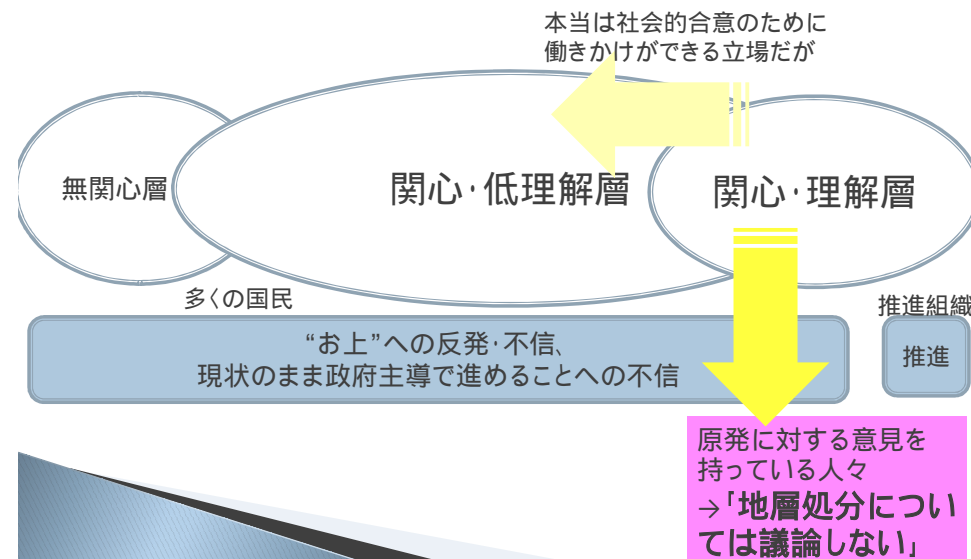 本当は社会的合意のために
働きかけができる立場だが
無関心層
関心・低理解層
関心・理解層
多くの国民
推進組織
“お上”への反発・不信、
現状のまま政府主導で進めることへの不信
推進
原発に対する意見を
持っている人々
→「地層処分につい
ては議論しない」